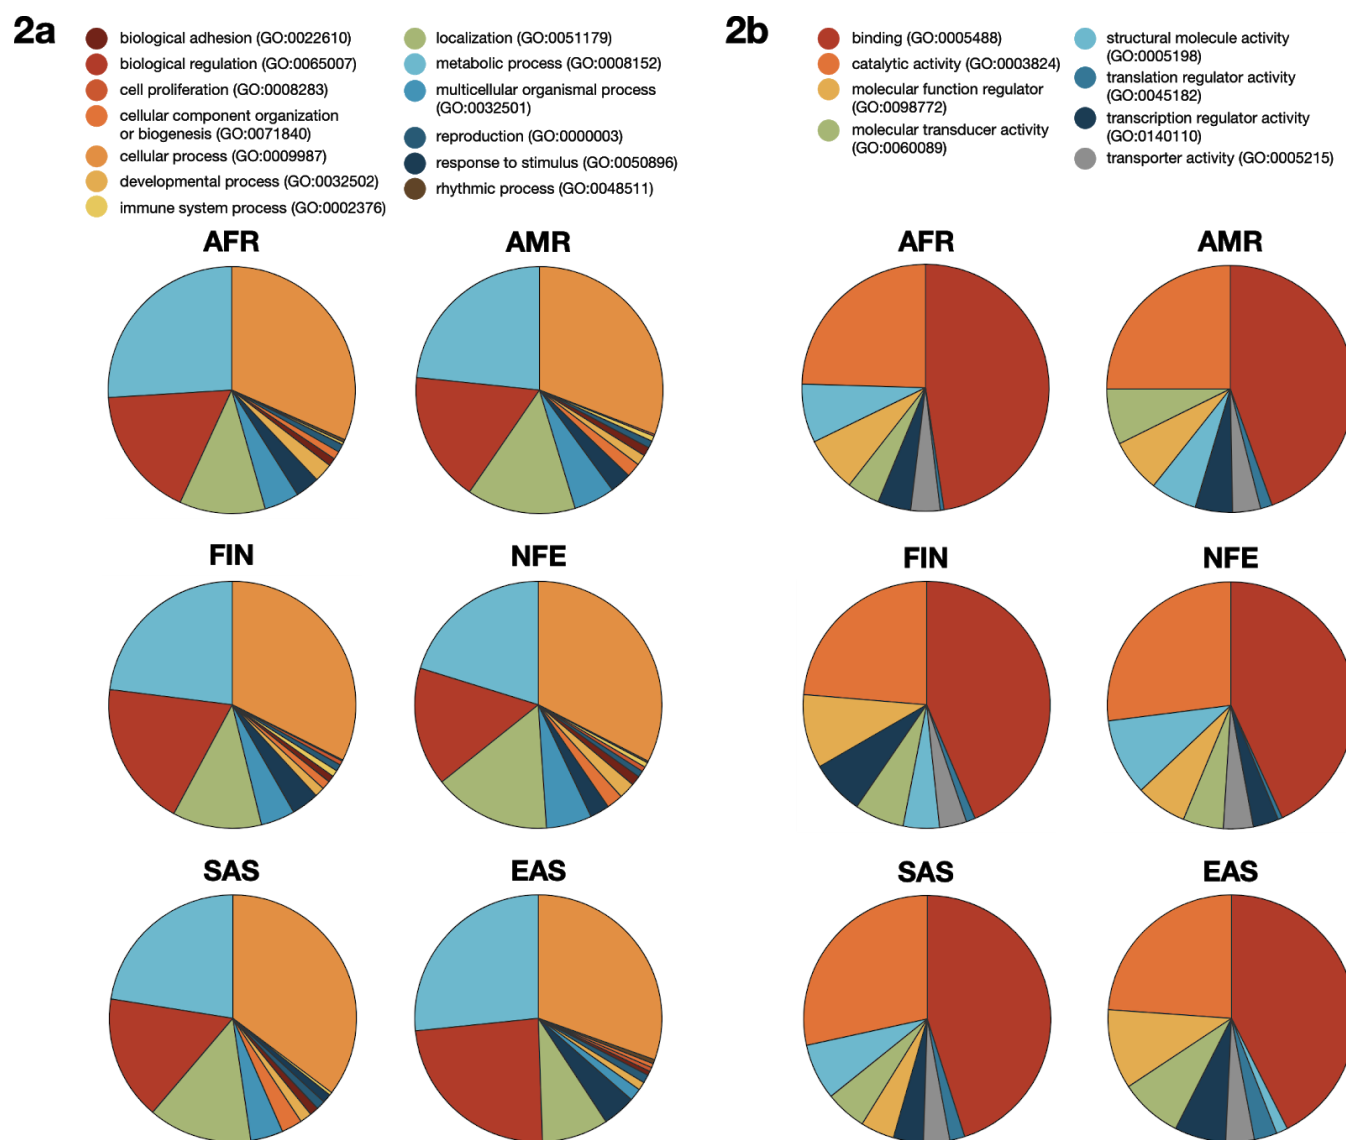 2a
biological adhesion (GO:0022610)
biological regulation (GO:0065007)
cell proliferation (GO:0008283)
cellular component organization
or biogenesis (GO:0071840)
cellular process (GO:0009987)
developmental process (GO:0032502)
immune system process (GO:0002376)
localization (GO:0051179)
metabolic process (GO:0008152)
multicellular organismal process
(GO:0032501)
reproduction (GO:0000003)
response to stimulus (GO:0050896)
rhythmic process (GO:0048511)
AFR
AMR
FIN
NFE
SAS
EAS
2b
binding (GO:0005488)
catalytic activity (GO:0003824)
molecular function regulator
(GO:0098772)
molecular transducer activity
(GO:0060089)
structural molecule activity
(GO:0005198)
translation regulator activity
(GO:0045182)
transcription regulator activity
(GO:0140110)
transporter activity (GO:0005215)
AFR
AMR
FIN
NFE
SAS
EAS